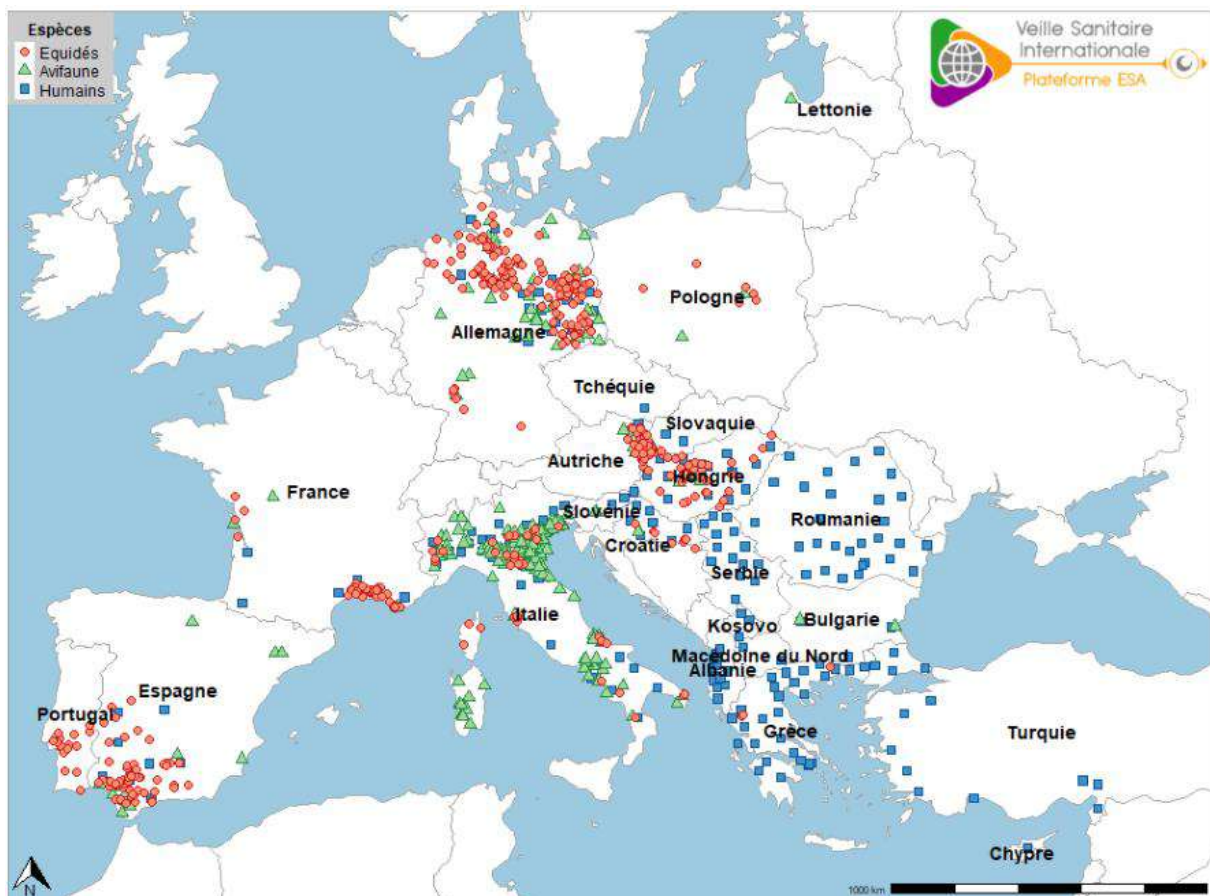 Espèces
Equidés
Avifaune
Humains
Veille Sanitaire
Internationale
Plateforme ESA
Lettonie
Pologne
Allemagne
Tchéquie
Slovaquie
Autriche
Hongrie
France
Slovénie
Roumanie
Croatie
Serbie
Italie
Kosovo
Bulgarie
Macédoine du Nord
Albanie
Espagne
Portugal
Grèce
Turquie
Chypre
N
1000 km